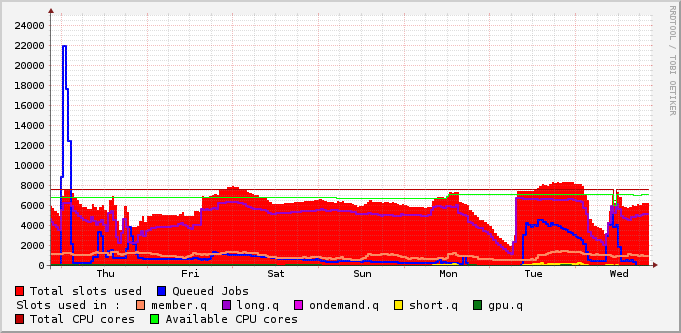 24000
22000
20000
18000
16000
14000
12000
10000
8000
6000
4000
2000
0
Thu Fri Sat Sun Mon Tue Wed
Total slots used Queued Jobs
Slots used in : member.q long.q ondemand.q short.q gpu.q
Total CPU cores Available CPU cores
RRDTOOL / TOBI OETIKER